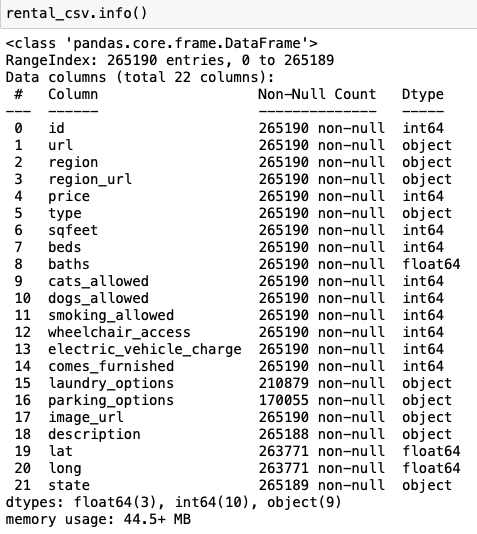 rental_csv.info()
<class 'pandas.core.frame.DataFrame'>
RangeIndex: 265190 entries, 0 to 265189
Data columns (total 22 columns):
 #   Column                   Non-Null Count   Dtype
---  ------                   --------------   -----
 0   id                       265190 non-null  int64
 1   url                      265190 non-null  object
 2   region                   265190 non-null  object
 3   region_url               265190 non-null  object
 4   price                    265190 non-null  int64
 5   type                     265190 non-null  object
 6   sqfeet                   265190 non-null  int64
 7   beds                     265190 non-null  int64
 8   baths                    265190 non-null  float64
 9   cats_allowed             265190 non-null  int64
 10  dogs_allowed             265190 non-null  int64
 11  smoking_allowed          265190 non-null  int64
 12  wheelchair_access        265190 non-null  int64
 13  electric_vehicle_charge  265190 non-null  int64
 14  comes_furnished          265190 non-null  int64
 15  laundry_options          210879 non-null  object
 16  parking_options          170055 non-null  object
 17  image_url                265190 non-null  object
 18  description              265188 non-null  object
 19  lat                      263771 non-null  float64
 20  long                     263771 non-null  float64
 21  state                    265189 non-null  object
dtypes: float64(3), int64(10), object(9)
memory usage: 44.5+ MB